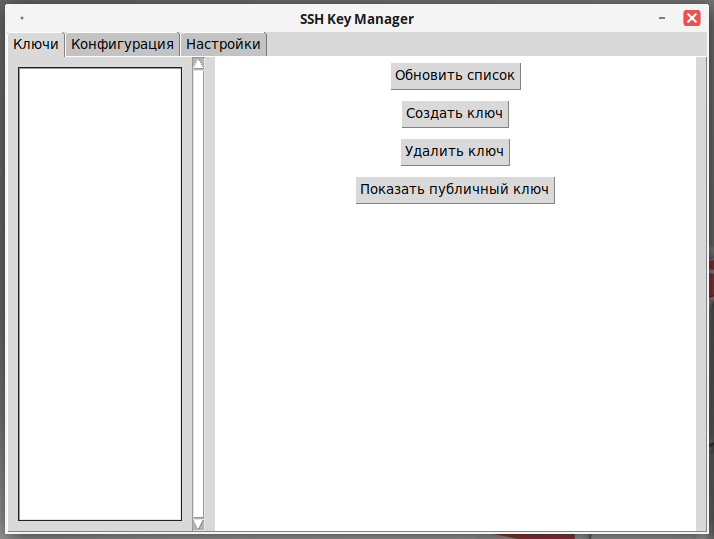 SSH Key Manager
Ключи Конфигурация Настройки
Обновить список
Создать ключ
Удалить ключ
Показать публичный ключ